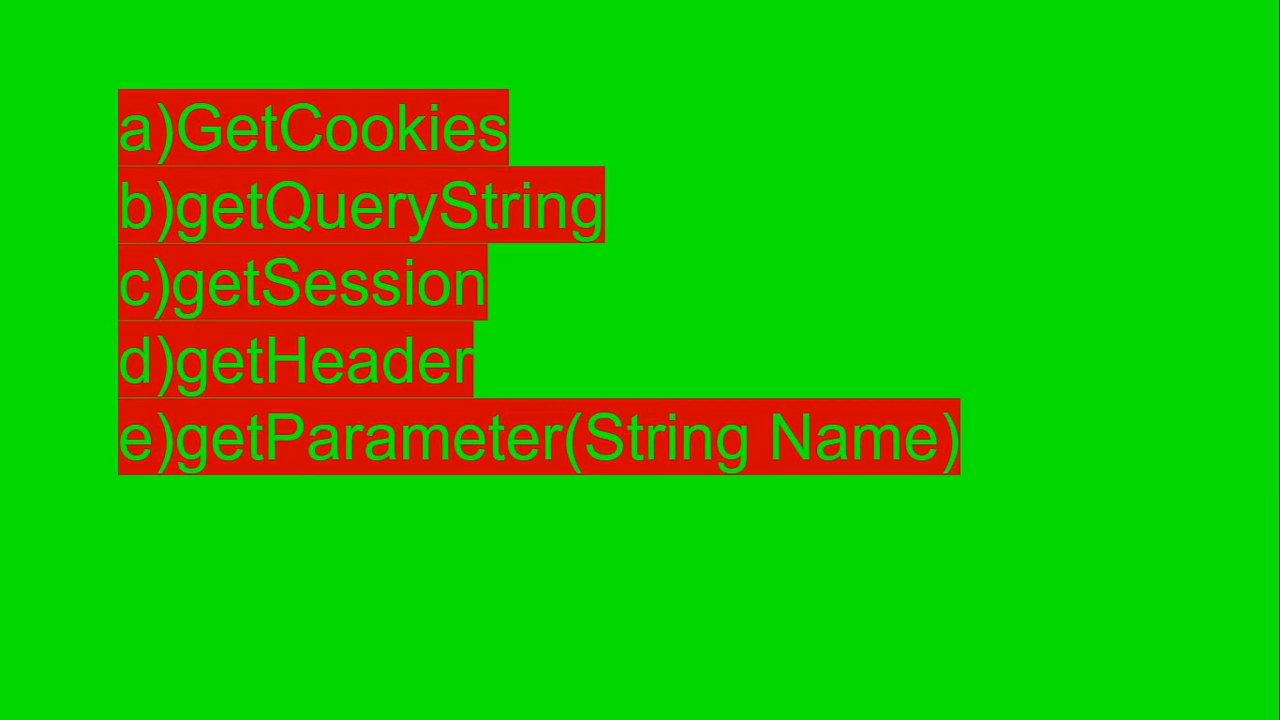 a)GetCookies
b)getQueryString
c)getSession
d)getHeader
e)getParameter(String Name)